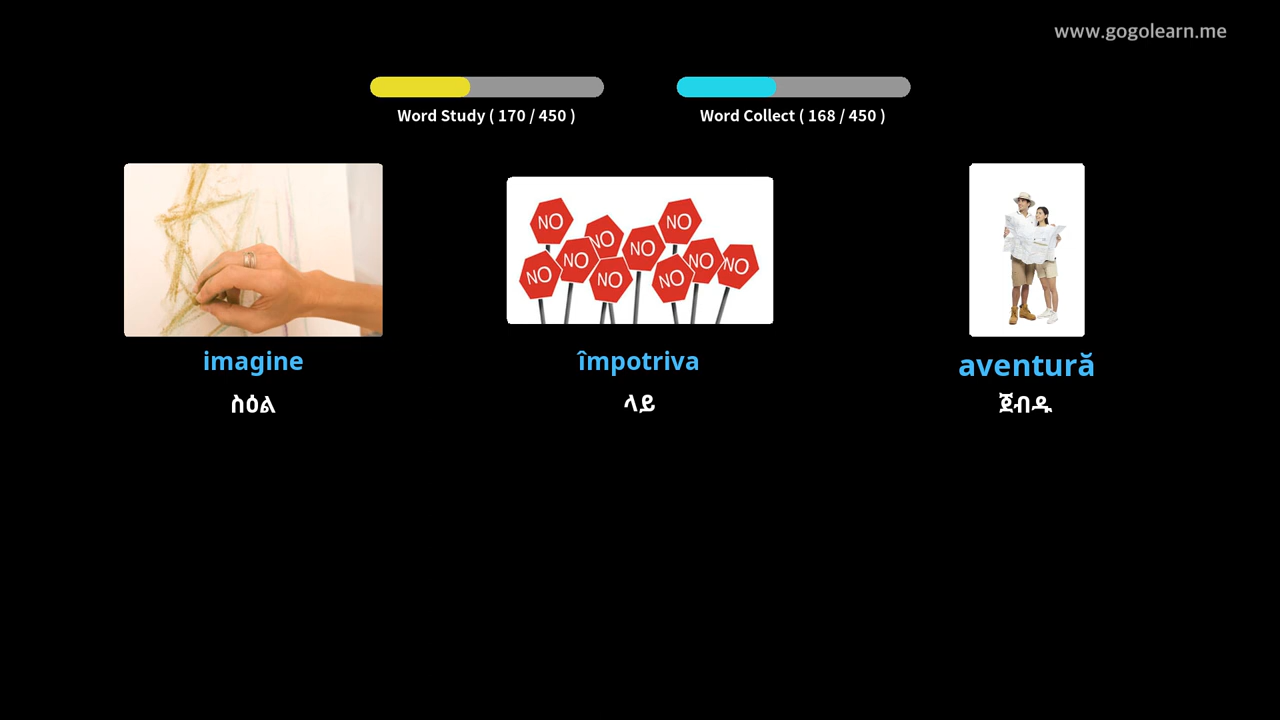 www.gogolearn.me
Word Study ( 170 / 450 )
Word Collect ( 168 / 450 )
NO
NO
NO
NO
NO
NO
NO
NO
NO
NO
imagine
împotriva
aventură
ስዕል
ላይ
ጀብዱ